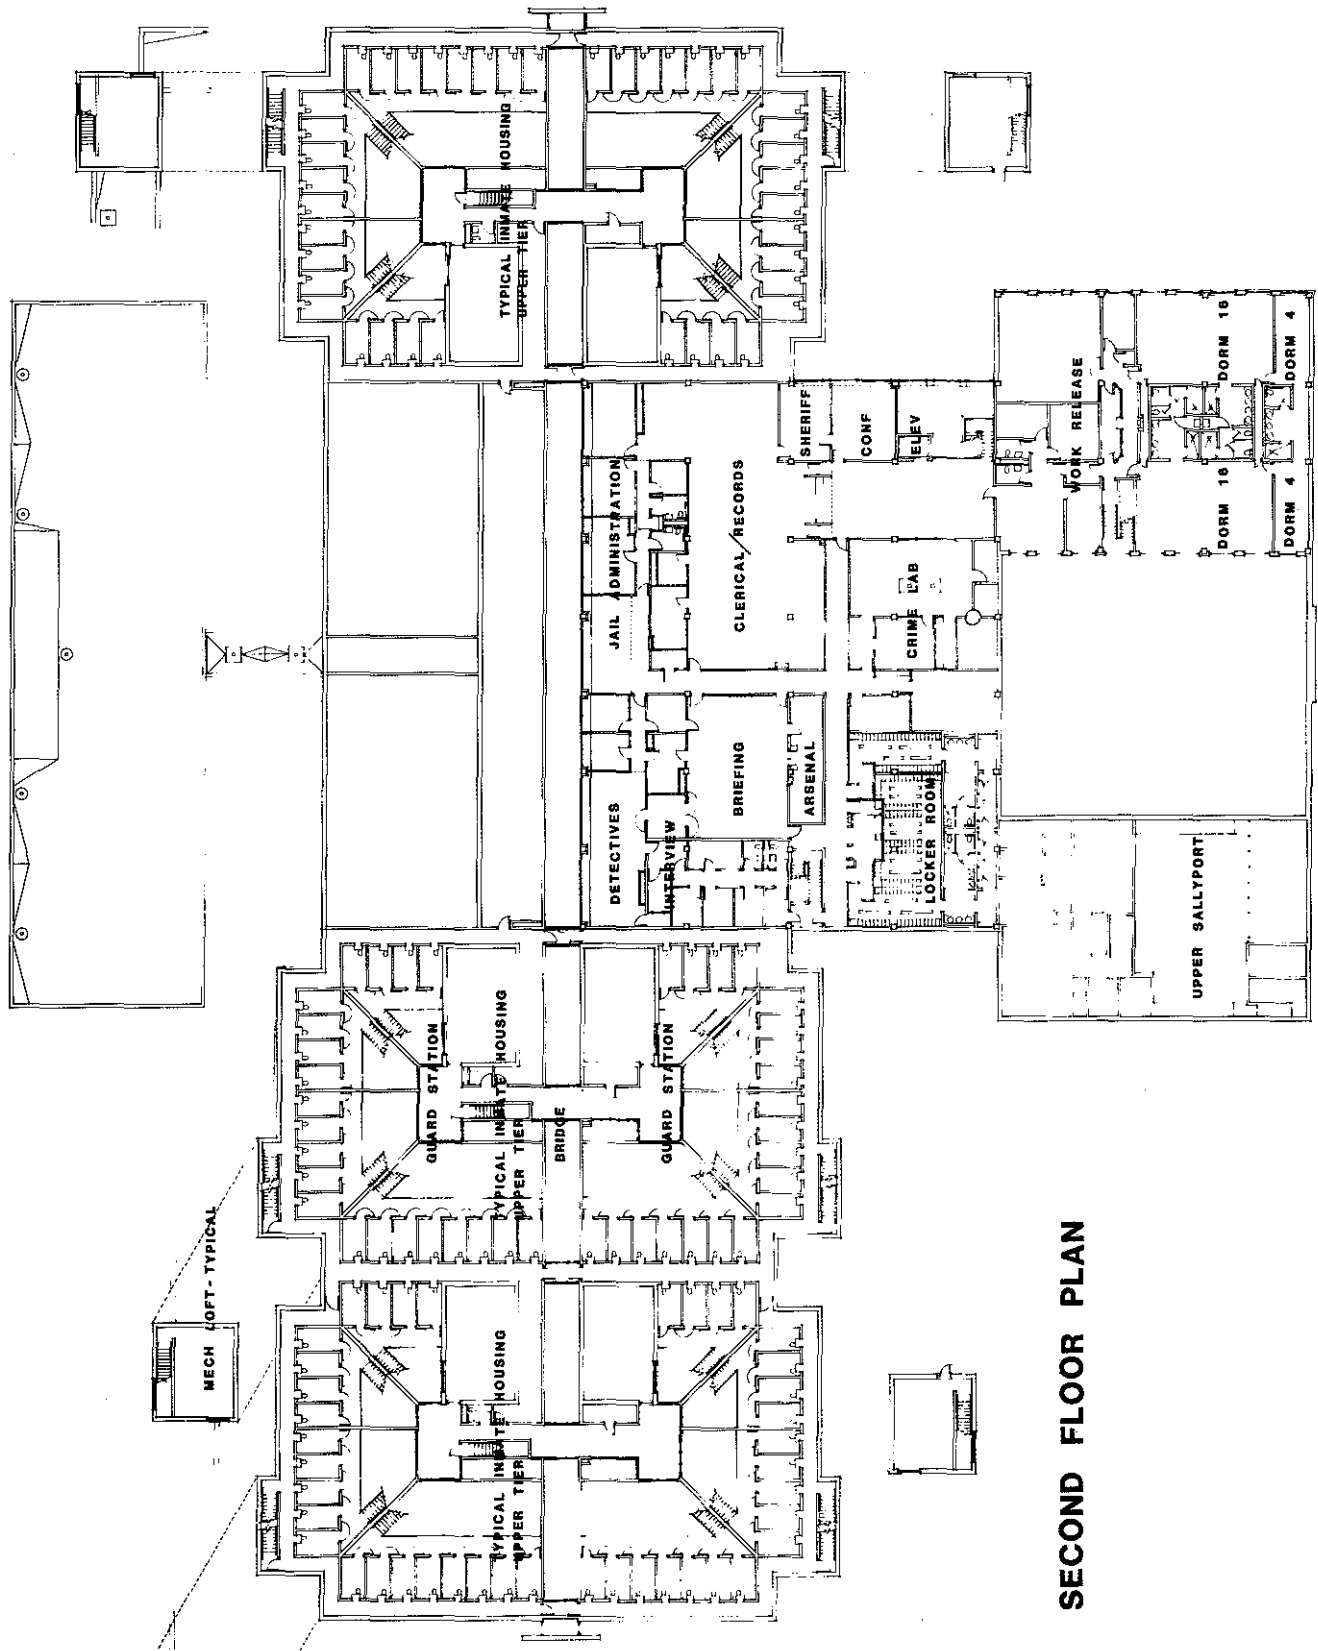 MECH LOFT - TYPICAL
TYPICAL INMATE HOUSING
UPPER TIER
TYPICAL INMATE HOUSING
UPPER TIER
GUARD STATION
BRIDGE
GUARD STATION
TYPICAL INMATE HOUSING
UPPER TIER
DETECTIVES
INTERVIEW
BRIEFING
ARSENAL
LOCKER ROOM
JAIL ADMINISTRATION
CLERICAL/RECORDS
CRIME LAB
SHERIFF
CONF
ELEV
WORK RELEASE
DORM 16
DORM 4
DORM 16
DORM 4
UPPER SALLYPORT
SECOND FLOOR PLAN